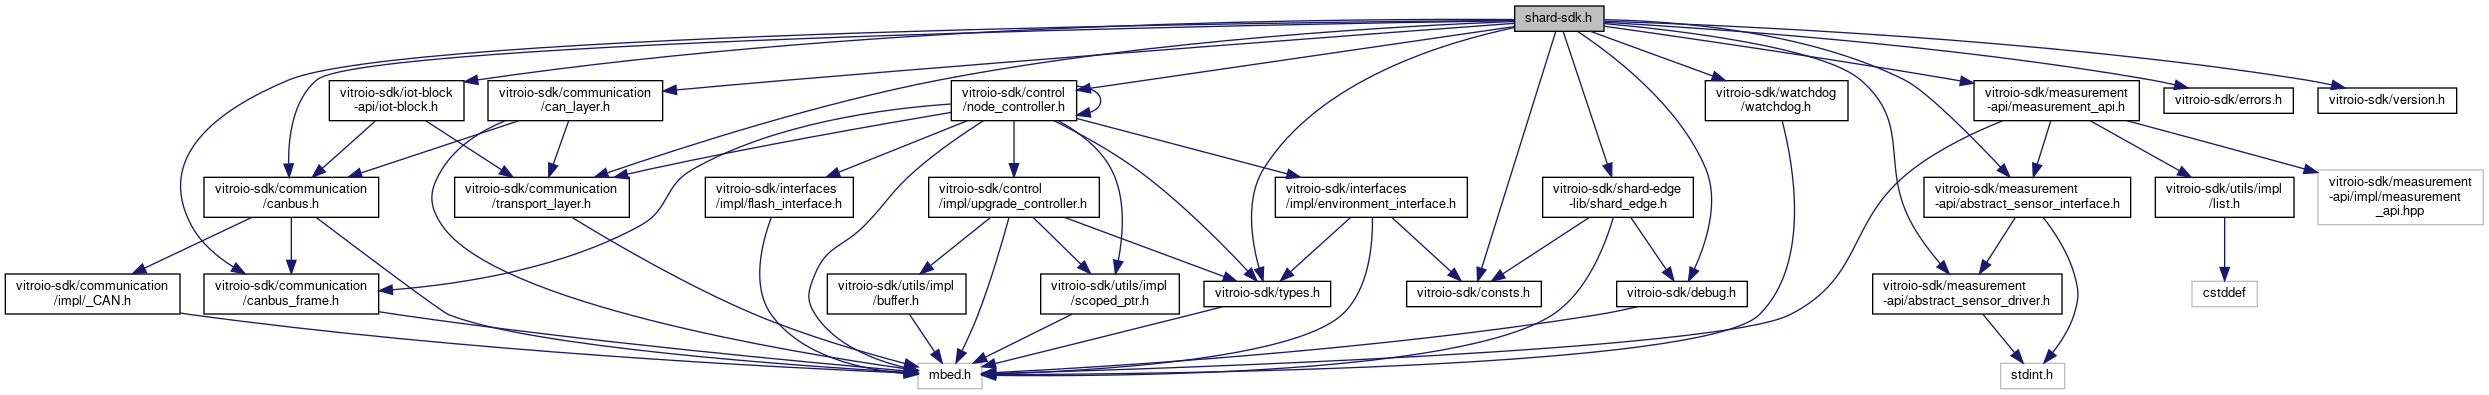 shard-sdk.h
vitroio-sdk/iot-block
-api/iot-block.h
vitroio-sdk/communication
/can_layer.h
vitroio-sdk/control
/node_controller.h
vitroio-sdk/watchdog
/watchdog.h
vitroio-sdk/measurement
-api/measurement_api.h
vitroio-sdk/errors.h
vitroio-sdk/version.h
vitroio-sdk/communication
/canbus.h
vitroio-sdk/communication
/transport_layer.h
vitroio-sdk/interfaces
/impl/flash_interface.h
vitroio-sdk/control
/impl/upgrade_controller.h
vitroio-sdk/interfaces
/impl/environment_interface.h
vitroio-sdk/shard-edge
-lib/shard_edge.h
vitroio-sdk/measurement
-api/abstract_sensor_interface.h
vitroio-sdk/utils/impl
/list.h
vitroio-sdk/measurement
-api/impl/measurement
_api.hpp
vitroio-sdk/communication
/impl/_CAN.h
vitroio-sdk/communication
/canbus_frame.h
vitroio-sdk/utils/impl
/buffer.h
vitroio-sdk/utils/impl
/scoped_ptr.h
vitroio-sdk/types.h
vitroio-sdk/consts.h
vitroio-sdk/debug.h
vitroio-sdk/measurement
-api/abstract_sensor_driver.h
cstddef
mbed.h
stdint.h